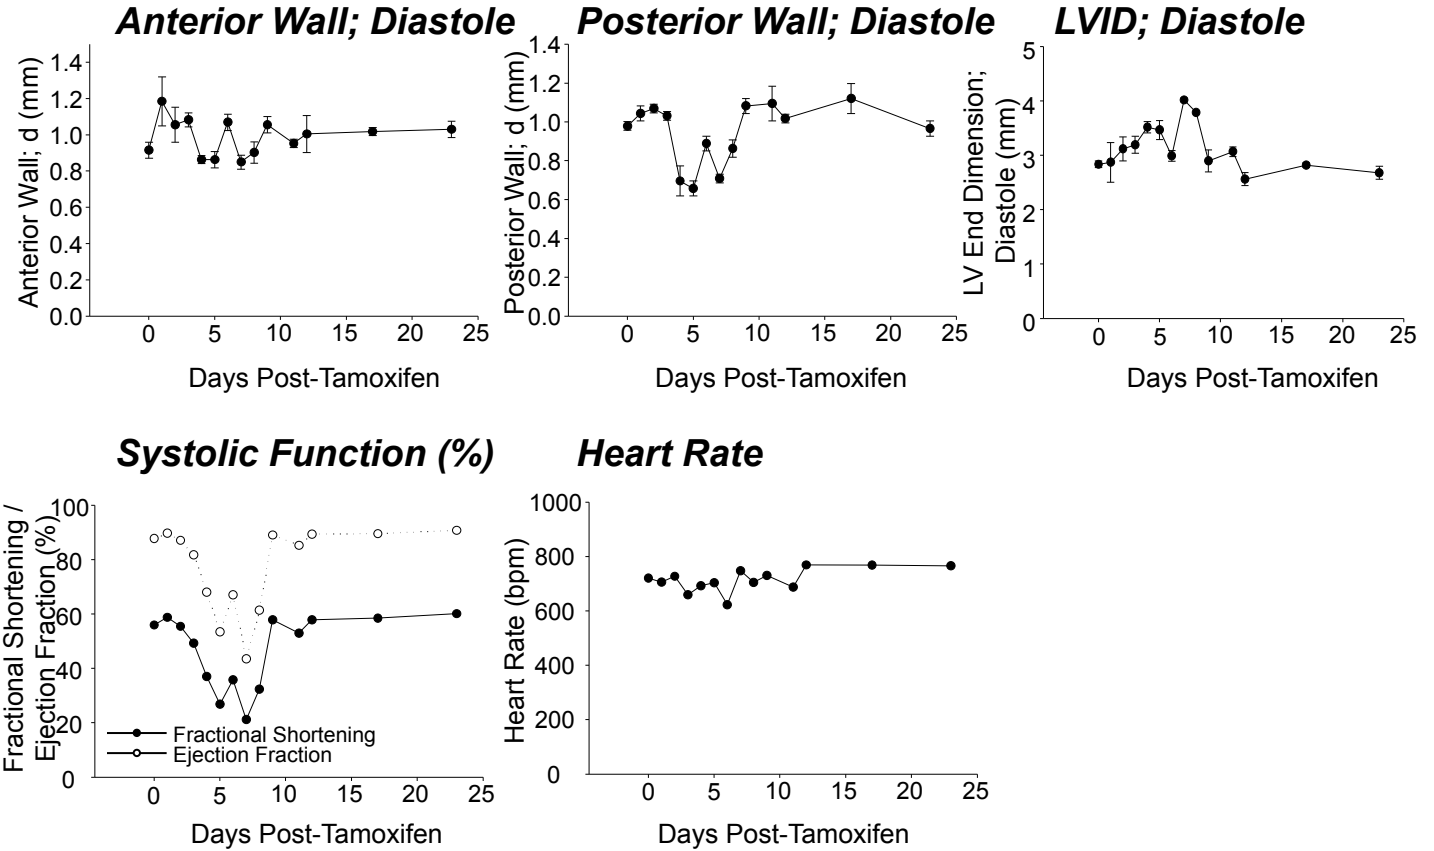 Anterior Wall; Diastole
Anterior Wall; d (mm)
1.4
1.2
1.0
0.8
0.6
0.4
0.2
0.0
0 5 10 15 20 25
Days Post-Tamoxifen
Posterior Wall; Diastole
Posterior Wall; d (mm)
1.4
1.2
1.0
0.8
0.6
0.4
0.2
0.0
0 5 10 15 20 25
Days Post-Tamoxifen
LVID; Diastole
LV End Dimension;
Diastole (mm)
5
4
3
2
1
0
0 5 10 15 20 25
Days Post-Tamoxifen
Systolic Function (%)
Fractional Shortening /
Ejection Fraction (%)
100
80
60
40
20
0
Fractional Shortening
Ejection Fraction
0 5 10 15 20 25
Days Post-Tamoxifen
Heart Rate
Heart Rate (bpm)
1000
800
600
400
200
0
0 5 10 15 20 25
Days Post-Tamoxifen